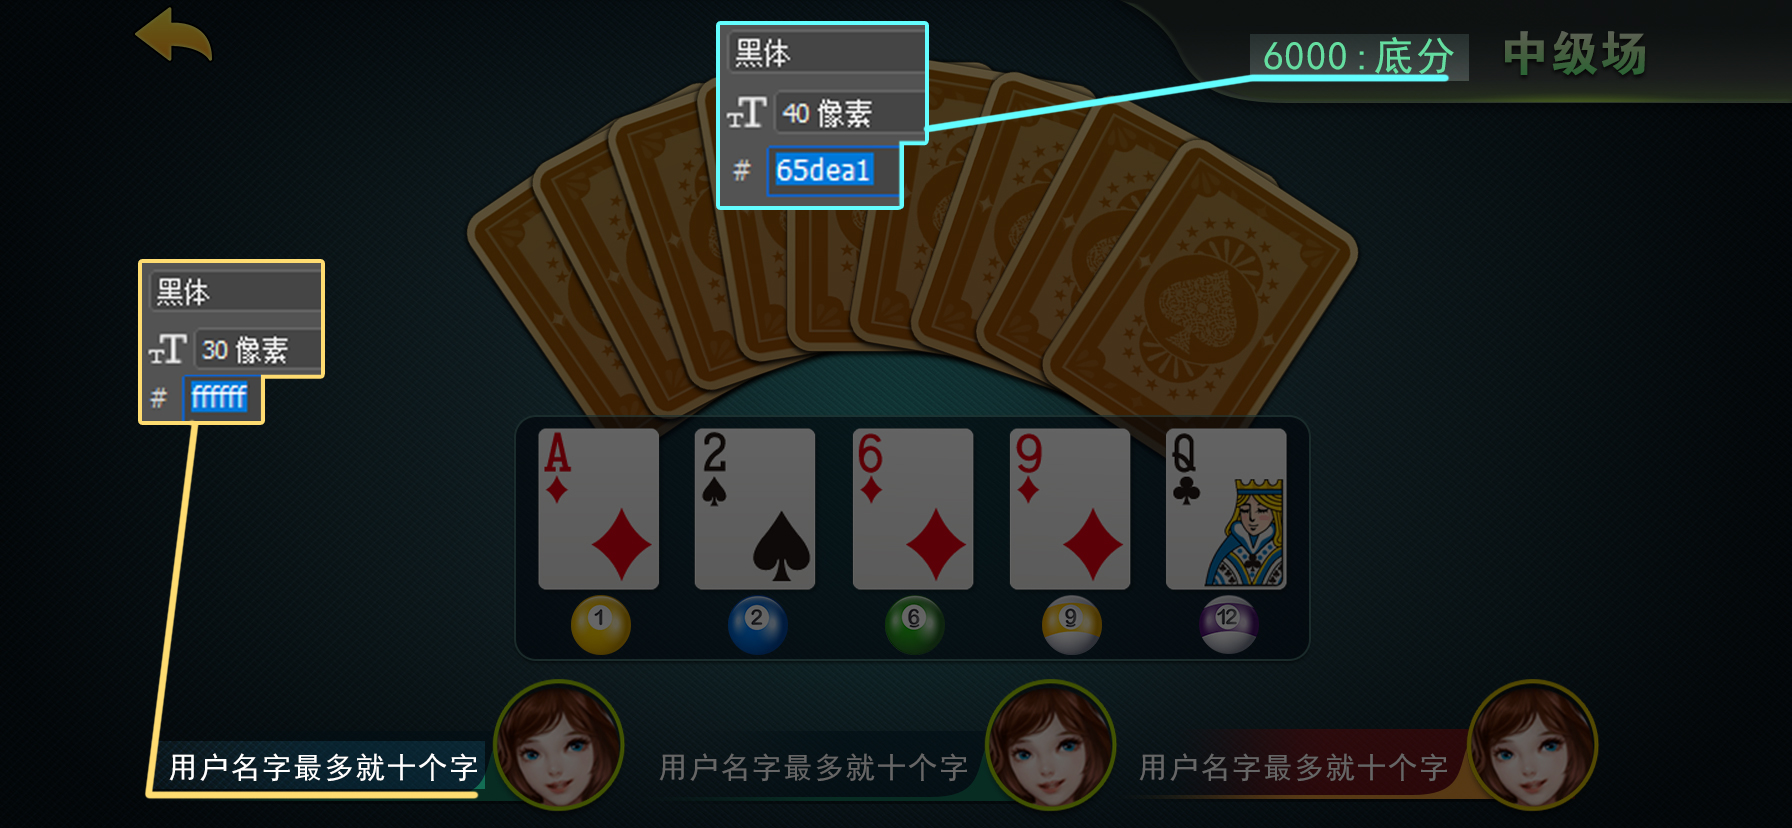 黑体
TT 40 像素
# 65dea1
6000:底分
中级场
黑体
TT 30 像素
# ffffff
A 2 6 9 Q
1 2 6 9 12
用户名字最多就十个字
用户名字最多就十个字
用户名字最多就十个字